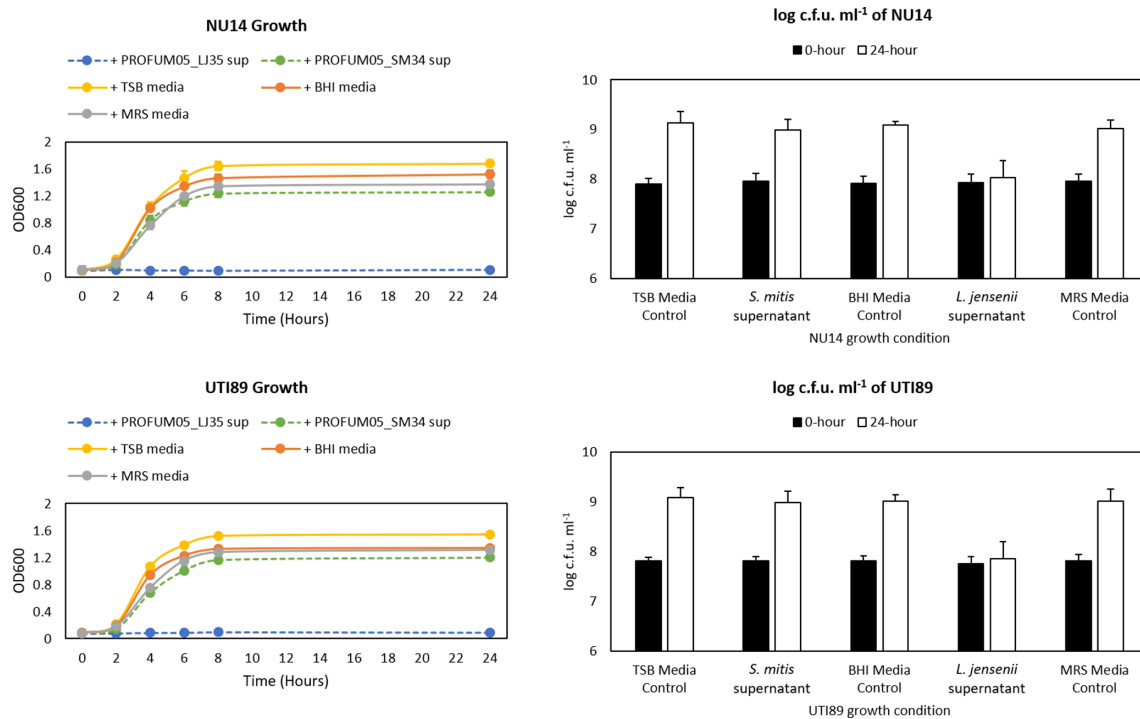 NU14 Growth
+ PROFUM05_LJ35 sup
+ PROFUM05_SM34 sup
+ TSB media
+ BHI media
+ MRS media
2
1.6
1.2
0.8
0.4
0
OD600
0 2 4 6 8 10 12 14 16 18 20 22 24
Time (Hours)
log c.f.u. ml⁻¹ of NU14
0-hour
24-hour
10
9
8
7
6
log c.f.u. ml⁻¹
TSB Media Control
S. mitis supernatant
BHI Media Control
L. jensenii supernatant
MRS Media Control
NU14 growth condition
UTI89 Growth
+ PROFUM05_LJ35 sup
+ PROFUM05_SM34 sup
+ TSB media
+ BHI media
+ MRS media
2
1.6
1.2
0.8
0.4
0
OD600
0 2 4 6 8 10 12 14 16 18 20 22 24
Time (Hours)
log c.f.u. ml⁻¹ of UTI89
0-hour
24-hour
10
9
8
7
6
log c.f.u. ml⁻¹
TSB Media Control
S. mitis supernatant
BHI Media Control
L. jensenii supernatant
MRS Media Control
UTI89 growth condition